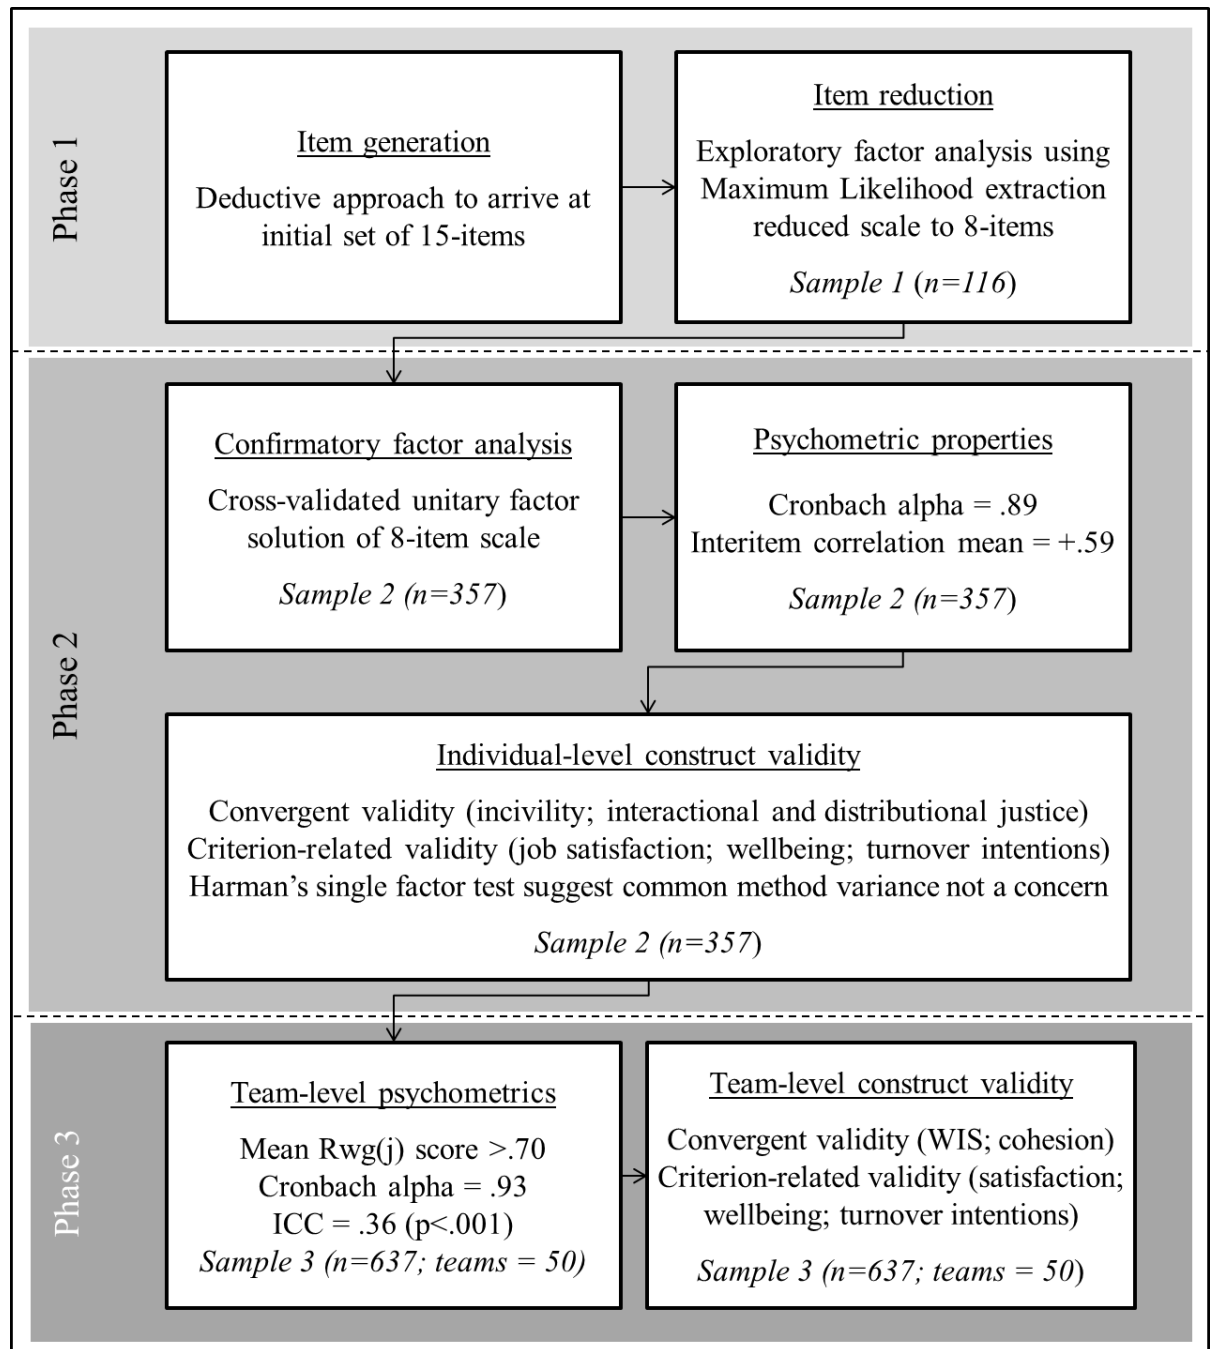 Phase 1
Item generation
Deductive approach to arrive at
initial set of 15-items
Item reduction
Exploratory factor analysis using
Maximum Likelihood extraction
reduced scale to 8-items
Sample 1 (n=116)
Phase 2
Confirmatory factor analysis
Cross-validated unitary factor
solution of 8-item scale
Sample 2 (n=357)
Psychometric properties
Cronbach alpha = .89
Interitem correlation mean = +.59
Sample 2 (n=357)
Individual-level construct validity
Convergent validity (incivility; interactional and distributional justice)
Criterion-related validity (job satisfaction; wellbeing; turnover intentions)
Harman’s single factor test suggest common method variance not a concern
Sample 2 (n=357)
Phase 3
Team-level psychometrics
Mean Rwg(j) score >.70
Cronbach alpha = .93
ICC = .36 (p<.001)
Sample 3 (n=637; teams = 50)
Team-level construct validity
Convergent validity (WIS; cohesion)
Criterion-related validity (satisfaction;
wellbeing; turnover intentions)
Sample 3 (n=637; teams = 50)